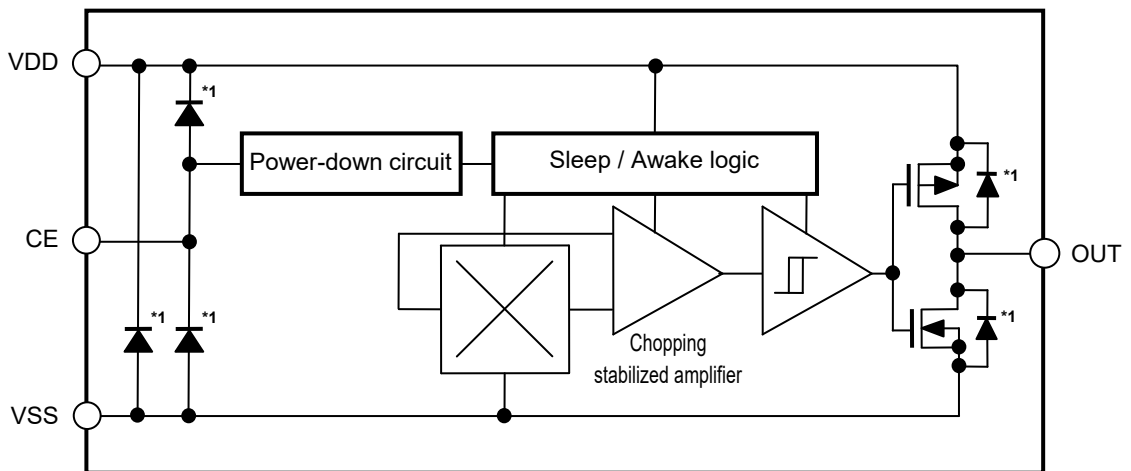 VDD
*1
Power-down circuit
Sleep / Awake logic
*1
CE
OUT
*1
*1
*1
Chopping
stabilized amplifier
VSS